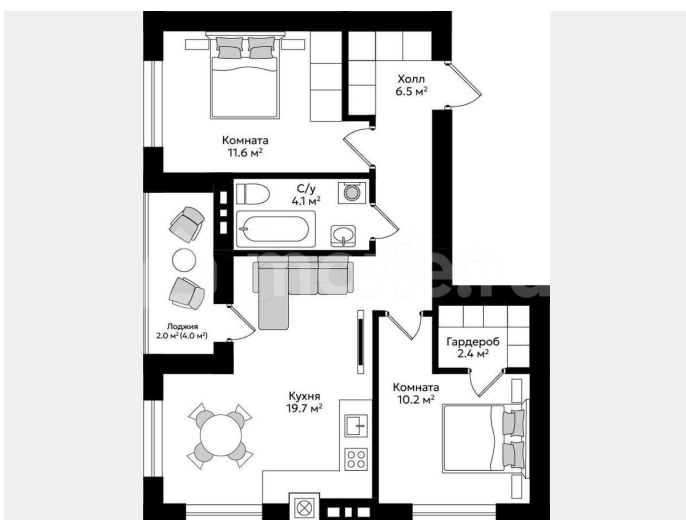 Холл
6.5 м²
Комната
11.6 м²
С/у
4.1 м²
Лоджия
2.0 м² (4.0 м²)
Гардероб
2.4 м²
Кухня
19.7 м²
Комната
10.2 м²